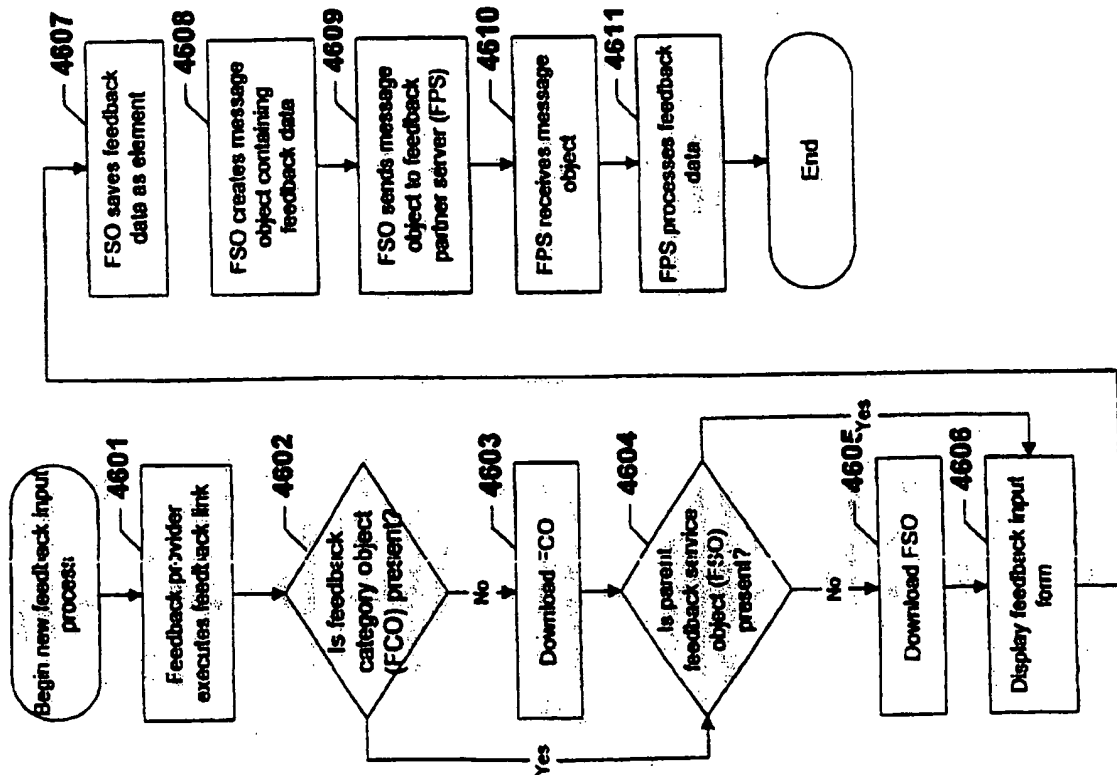 Begin new feedback input
process
4601
Feedback provider
executes feedback link
4602
Is feedback
category object
(FCO) present?
No
Yes
4603
Download FCO
4604
Is parent
feedback service
object (FSO)
present?
No
Yes
4605
Download FSO
4606
Display feedback input
form
4607
FSO saves feedback
data as element
4608
FSO creates message
object containing
feedback data
4609
FSO sends message
object to feedback
partner server (FPS)
4610
FPS receives message
object
4611
FPS processes feedback
data
End